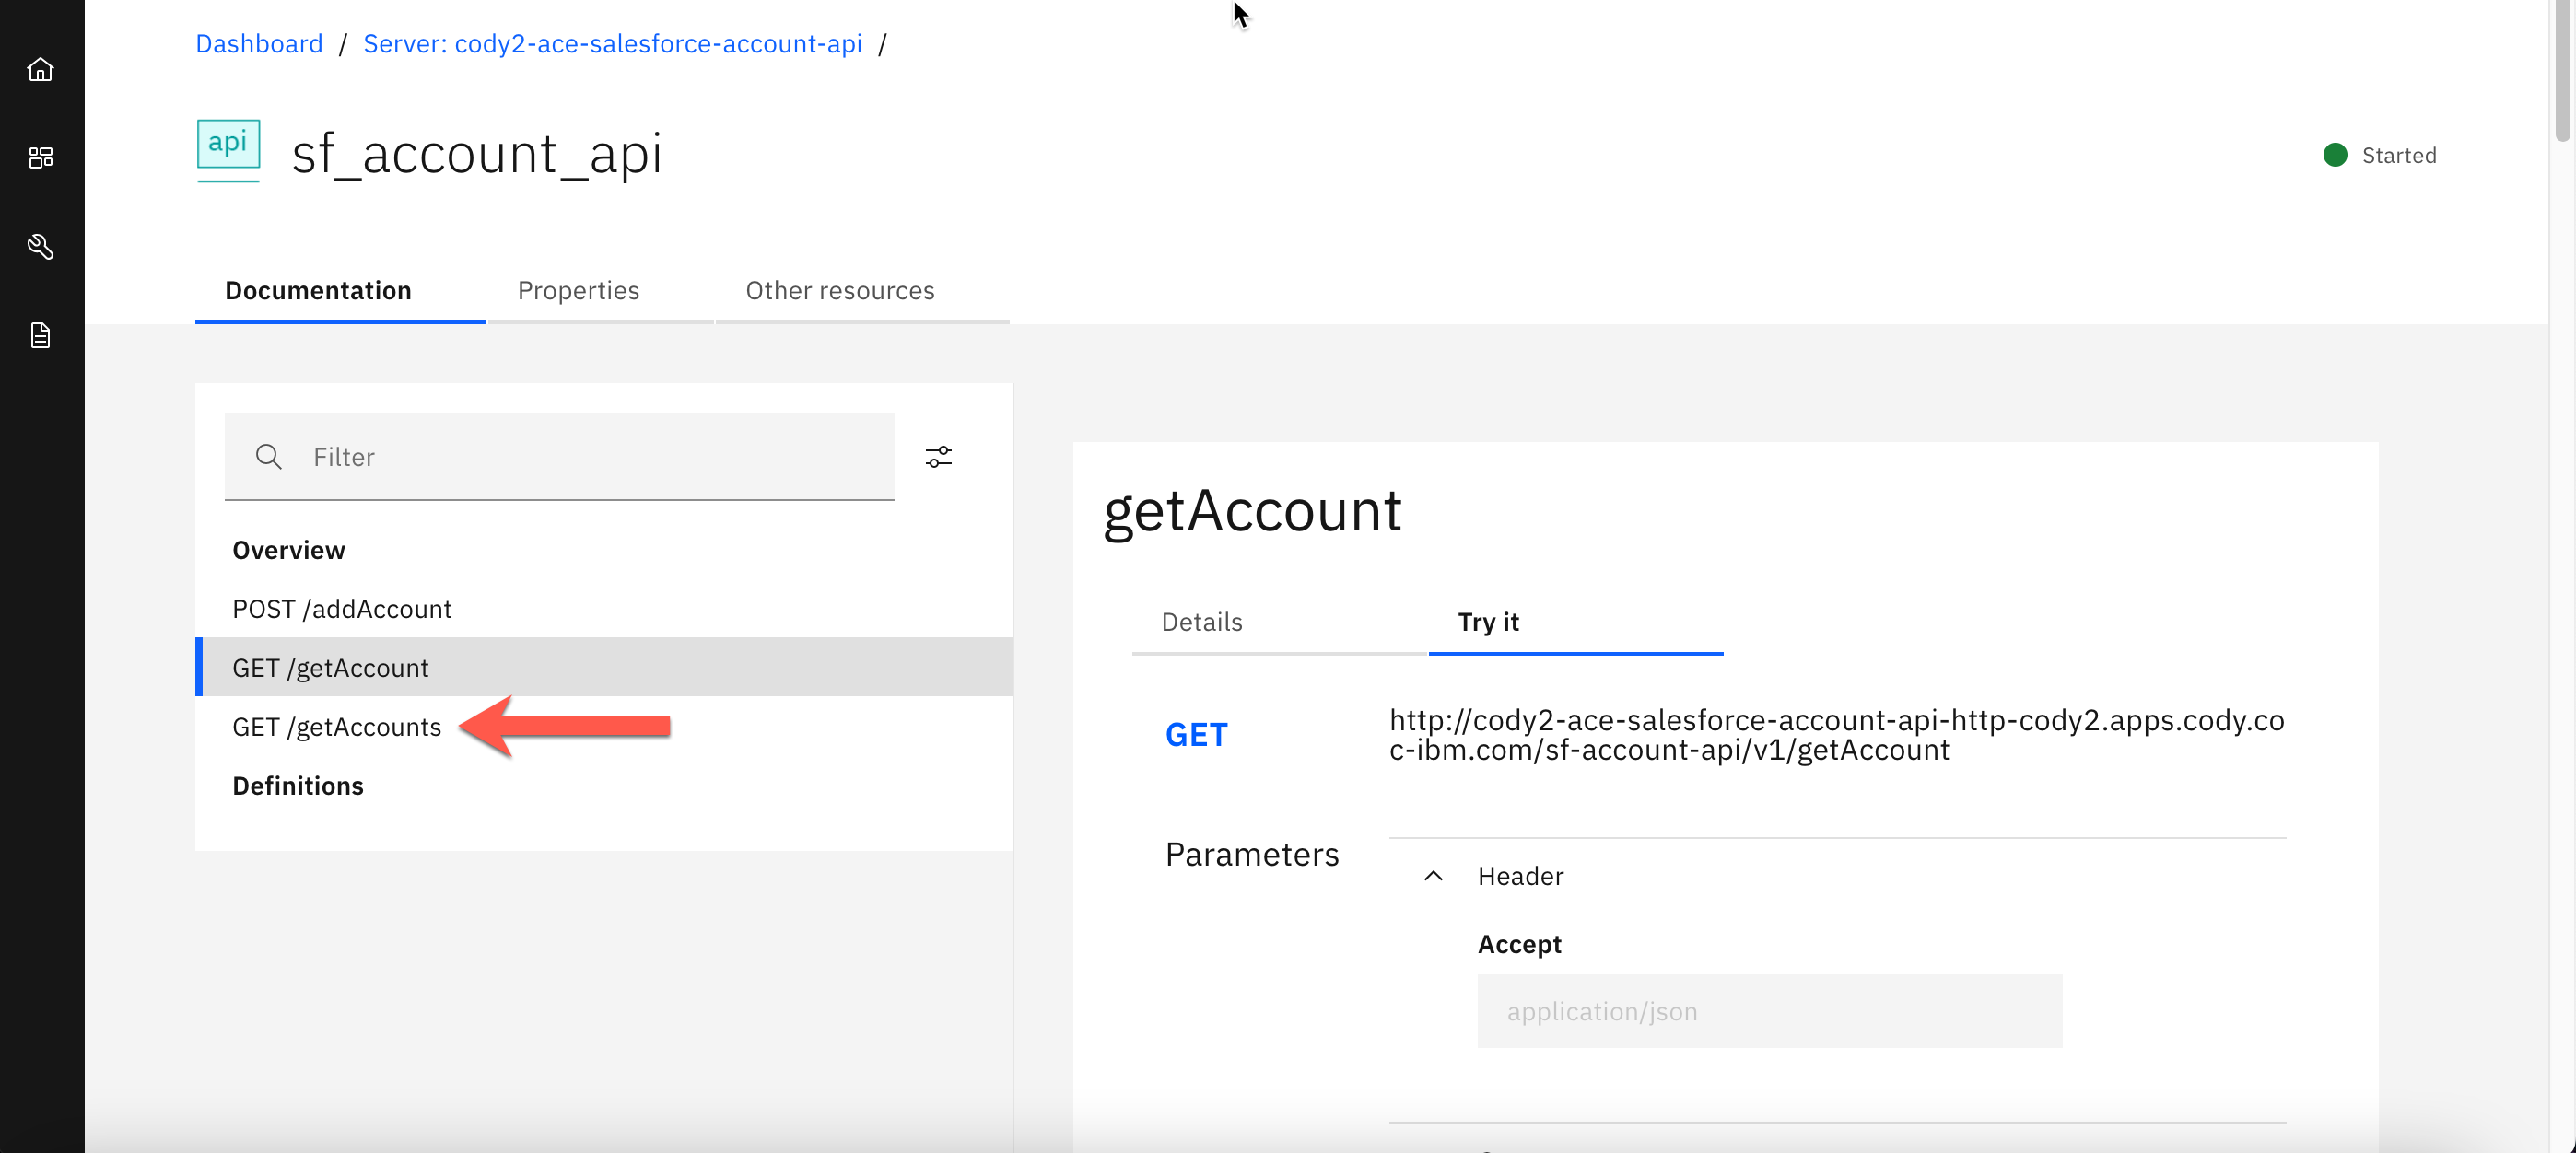 Dashboard / Server: cody2-ace-salesforce-account-api /
api
sf_account_api
Started
Documentation
Properties
Other resources
Filter
Overview
POST /addAccount
GET /getAccount
GET /getAccounts
Definitions
getAccount
Details
Try it
GET
http://cody2-ace-salesforce-account-api-http-cody2.apps.cody.co
c-ibm.com/sf-account-api/v1/getAccount
Parameters
Header
Accept
application/json